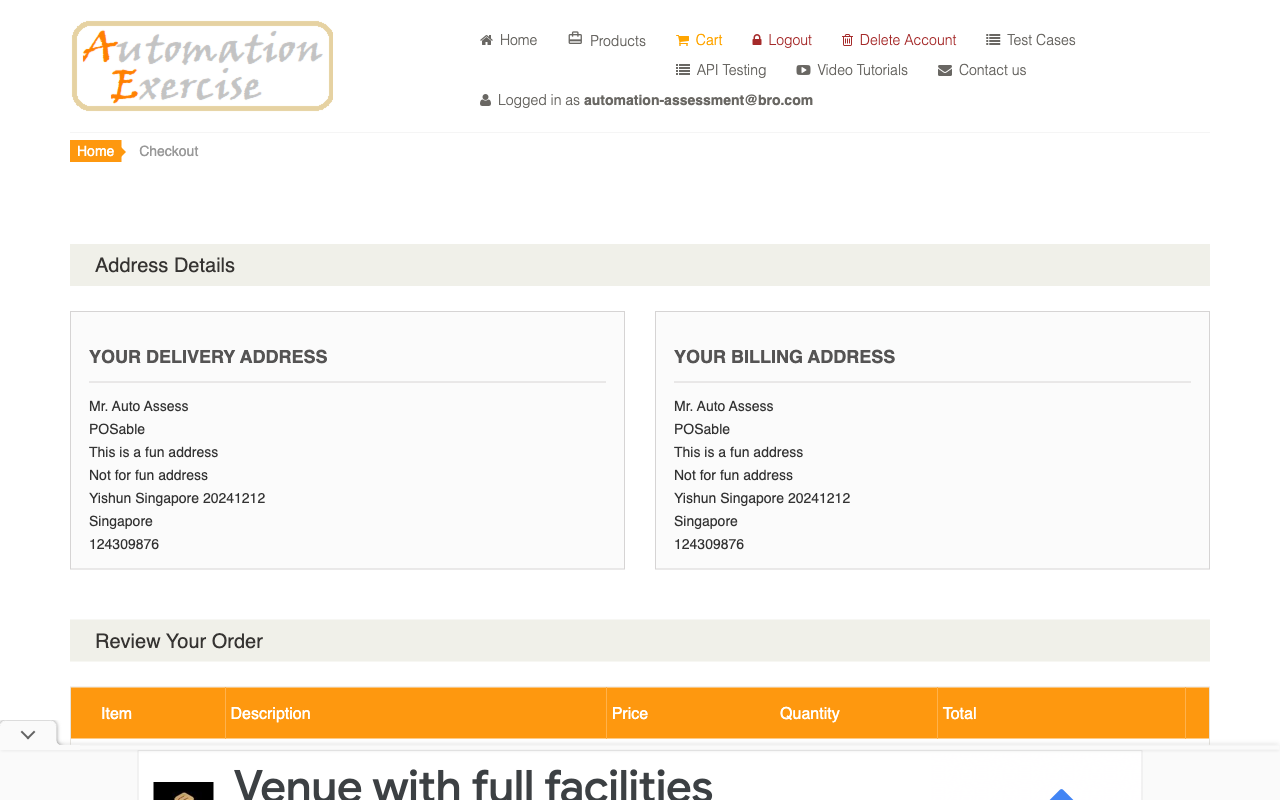 Automation
Exercise
Home
Products
Cart
Logout
Delete Account
Test Cases
API Testing
Video Tutorials
Contact us
Logged in as automation-assessment@bro.com
Home
Checkout
Address Details
YOUR DELIVERY ADDRESS
Mr. Auto Assess
POSable
This is a fun address
Not for fun address
Yishun Singapore 20241212
Singapore
124309876
YOUR BILLING ADDRESS
Mr. Auto Assess
POSable
This is a fun address
Not for fun address
Yishun Singapore 20241212
Singapore
124309876
Review Your Order
Item Description Price Quantity Total
Venue with full facilities